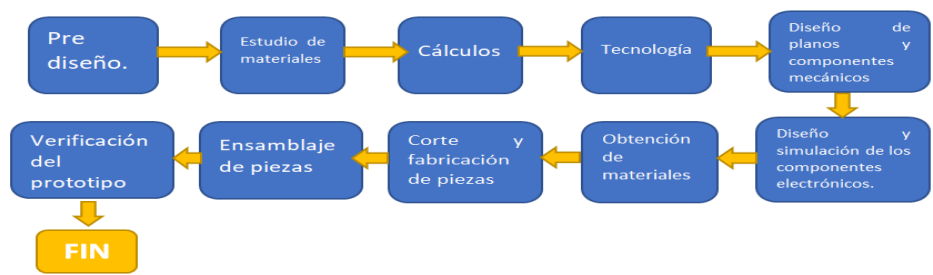 Pre
diseño.
Estudio de
materiales
Cálculos
Tecnología
Diseño de
planos y
componentes
mecánicos
Diseño y
simulación de los
componentes
electrónicos.
Obtención
de
materiales
Corte y
fabricación
de piezas
Ensamblaje
de piezas
Verificación
del
prototipo
FIN